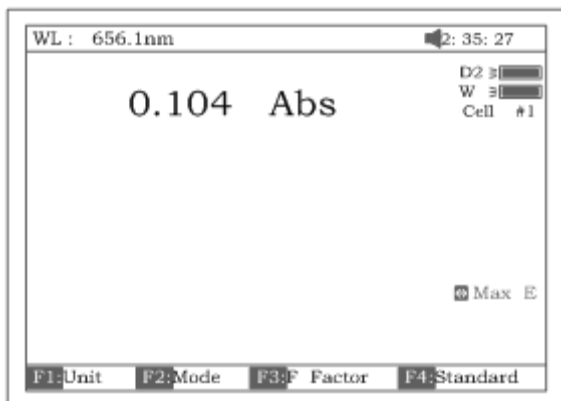 WL : 656.1nm 2: 35: 27
D2
0.104 Abs W
Cell #1
Max E
F1:Unit F2:Mode F3:F Factor F4:Standard